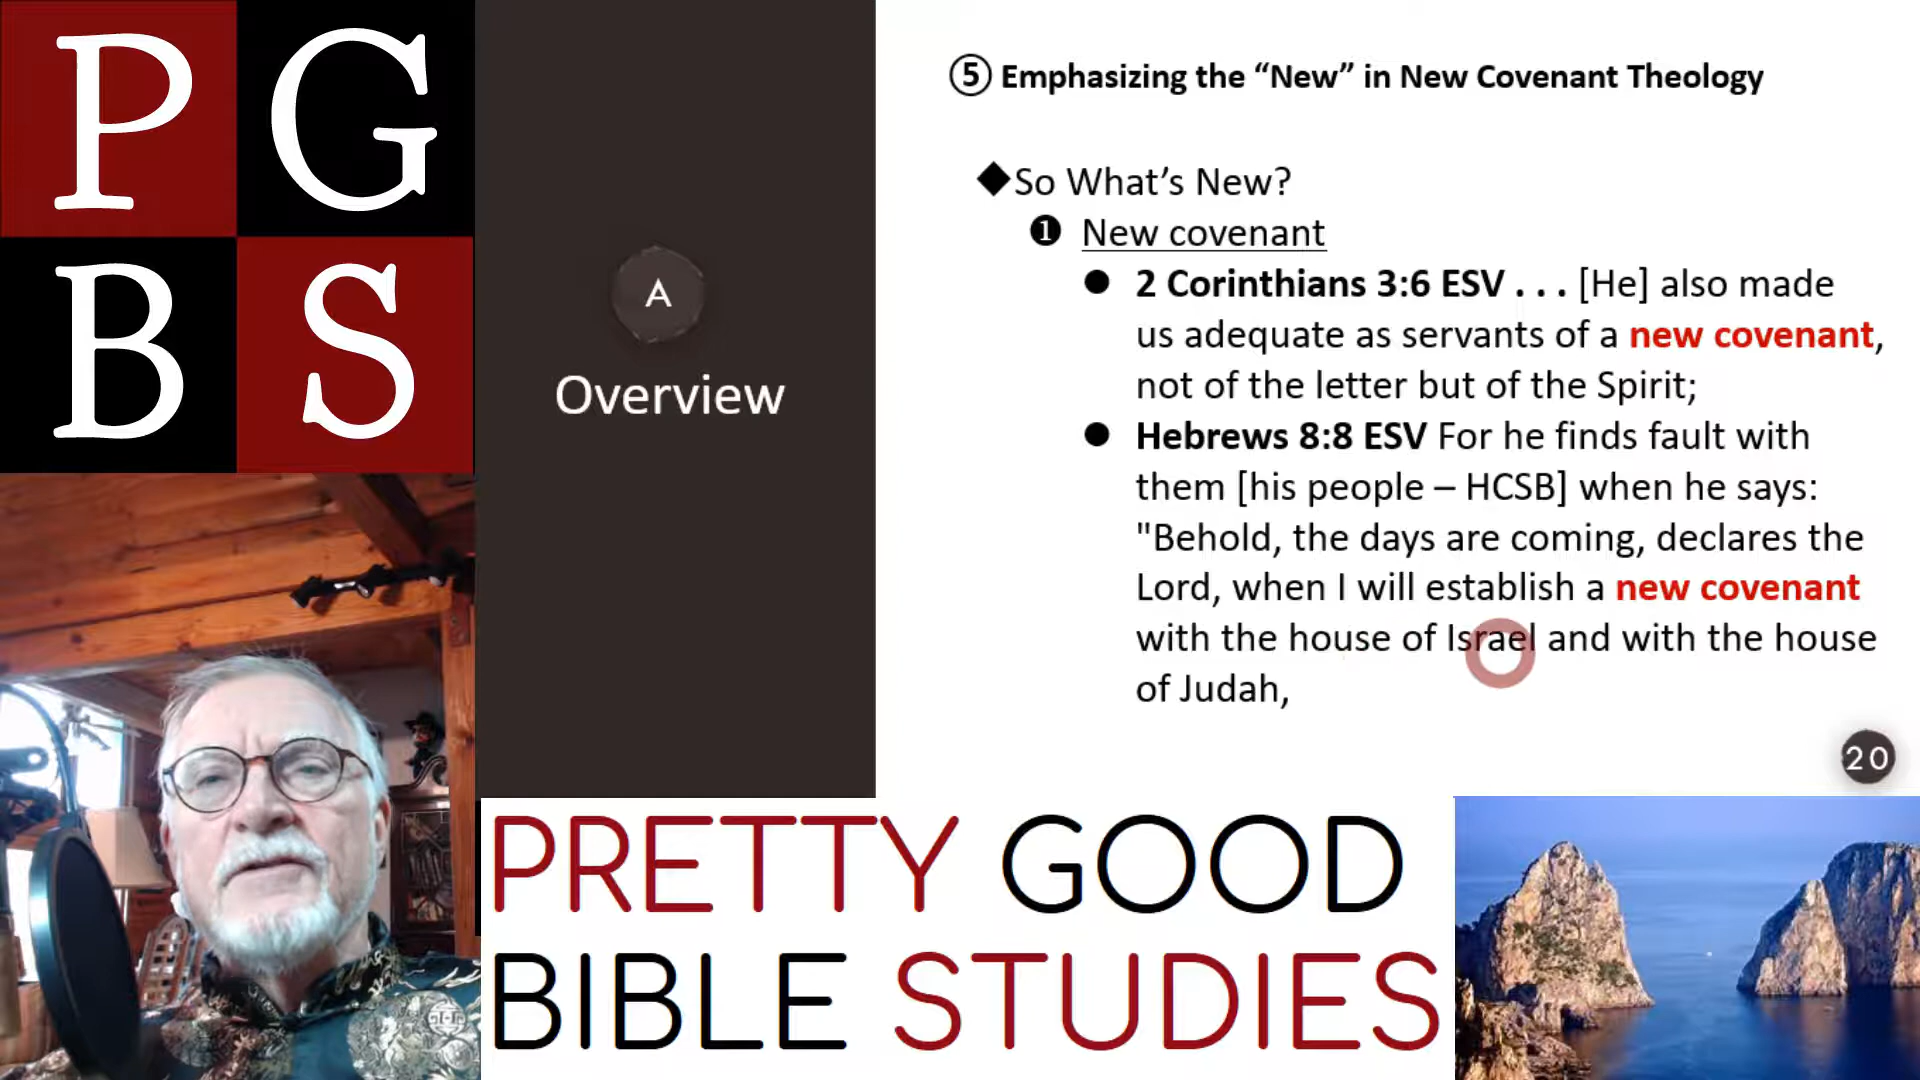 P G
B S
A
Overview
⑤ Emphasizing the “New” in New Covenant Theology
◆So What’s New?
❶ New covenant
● 2 Corinthians 3:6 ESV . . . [He] also made
us adequate as servants of a new covenant,
not of the letter but of the Spirit;
● Hebrews 8:8 ESV For he finds fault with
them [his people – HCSB] when he says:
"Behold, the days are coming, declares the
Lord, when I will establish a new covenant
with the house of Israel and with the house
of Judah,
20
PRETTY GOOD
BIBLE STUDIES